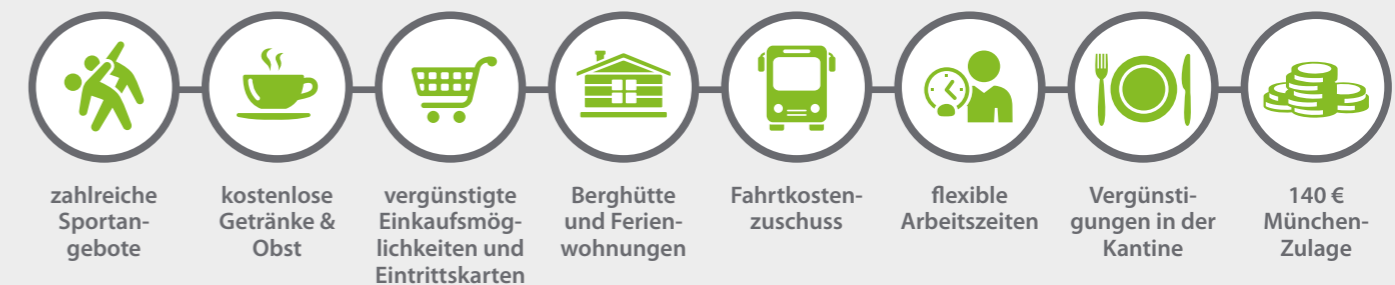 zahlreiche
Sportan-
gebote
kostenlose
Getränke &
Obst
vergünstigte
Einkaufsmög-
lichkeiten und
Eintrittskarten
Berghütte
und Ferien-
wohnungen
Fahrtkosten-
zuschuss
flexible
Arbeitszeiten
Vergünsti-
gungen in der
Kantine
140 €
München-
Zulage